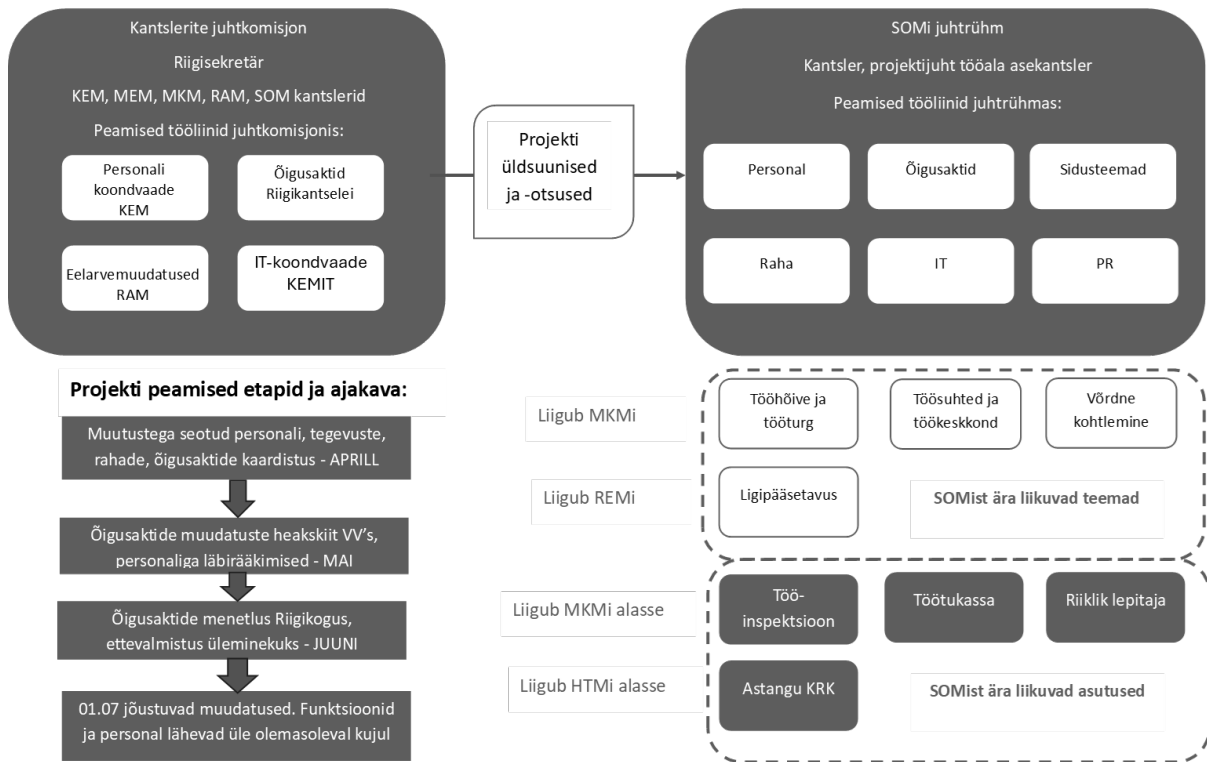 Kantslerite juhtkomisjon
Riigisekretär
KEM, MEM, MKM, RAM, SOM kantslerid
Peamised tööliinid juhtkomisjonis:
Personali
koondvaade
KEM
Õigusaktid
Riigikantselei
Eelarvemuudatused
RAM
IT-koondvaade
KEMIT
Projekti
üldsuunised
ja -otsused
SOMi juhtrühm
Kantsler, projektijuht tööala asekantsler
Peamised tööliinid juhtrühmas:
Personal
Õigusaktid
Sidusteemad
Raha
IT
PR
Projekti peamised etapid ja ajakava:
Muutustega seotud personali, tegevuste,
rahade, õigusaktide kaardistus - APRILL
Õigusaktide muudatuste heakskiit VV's,
personaliga läbirääkimised - MAI
Õigusaktide menetlus Riigikogus,
ettevalmistus üleminekuks - JUUNI
01.07 jõustuvad muudatused. Funktsioonid
ja personal lähevad üle olemasoleval kujul
Liigub MKMi
Tööhõive ja
tööturg
Töösuhted ja
töökeskkond
Võrdne
kohtlemine
Liigub REMi
Ligipääsetavus
SOMist ära liikuvad teemad
Liigub MKMi alasse
Töö-
inspektsioon
Töötukassa
Riiklik lepitaja
Liigub HTMi alasse
Astangu KRK
SOMist ära liikuvad asutused